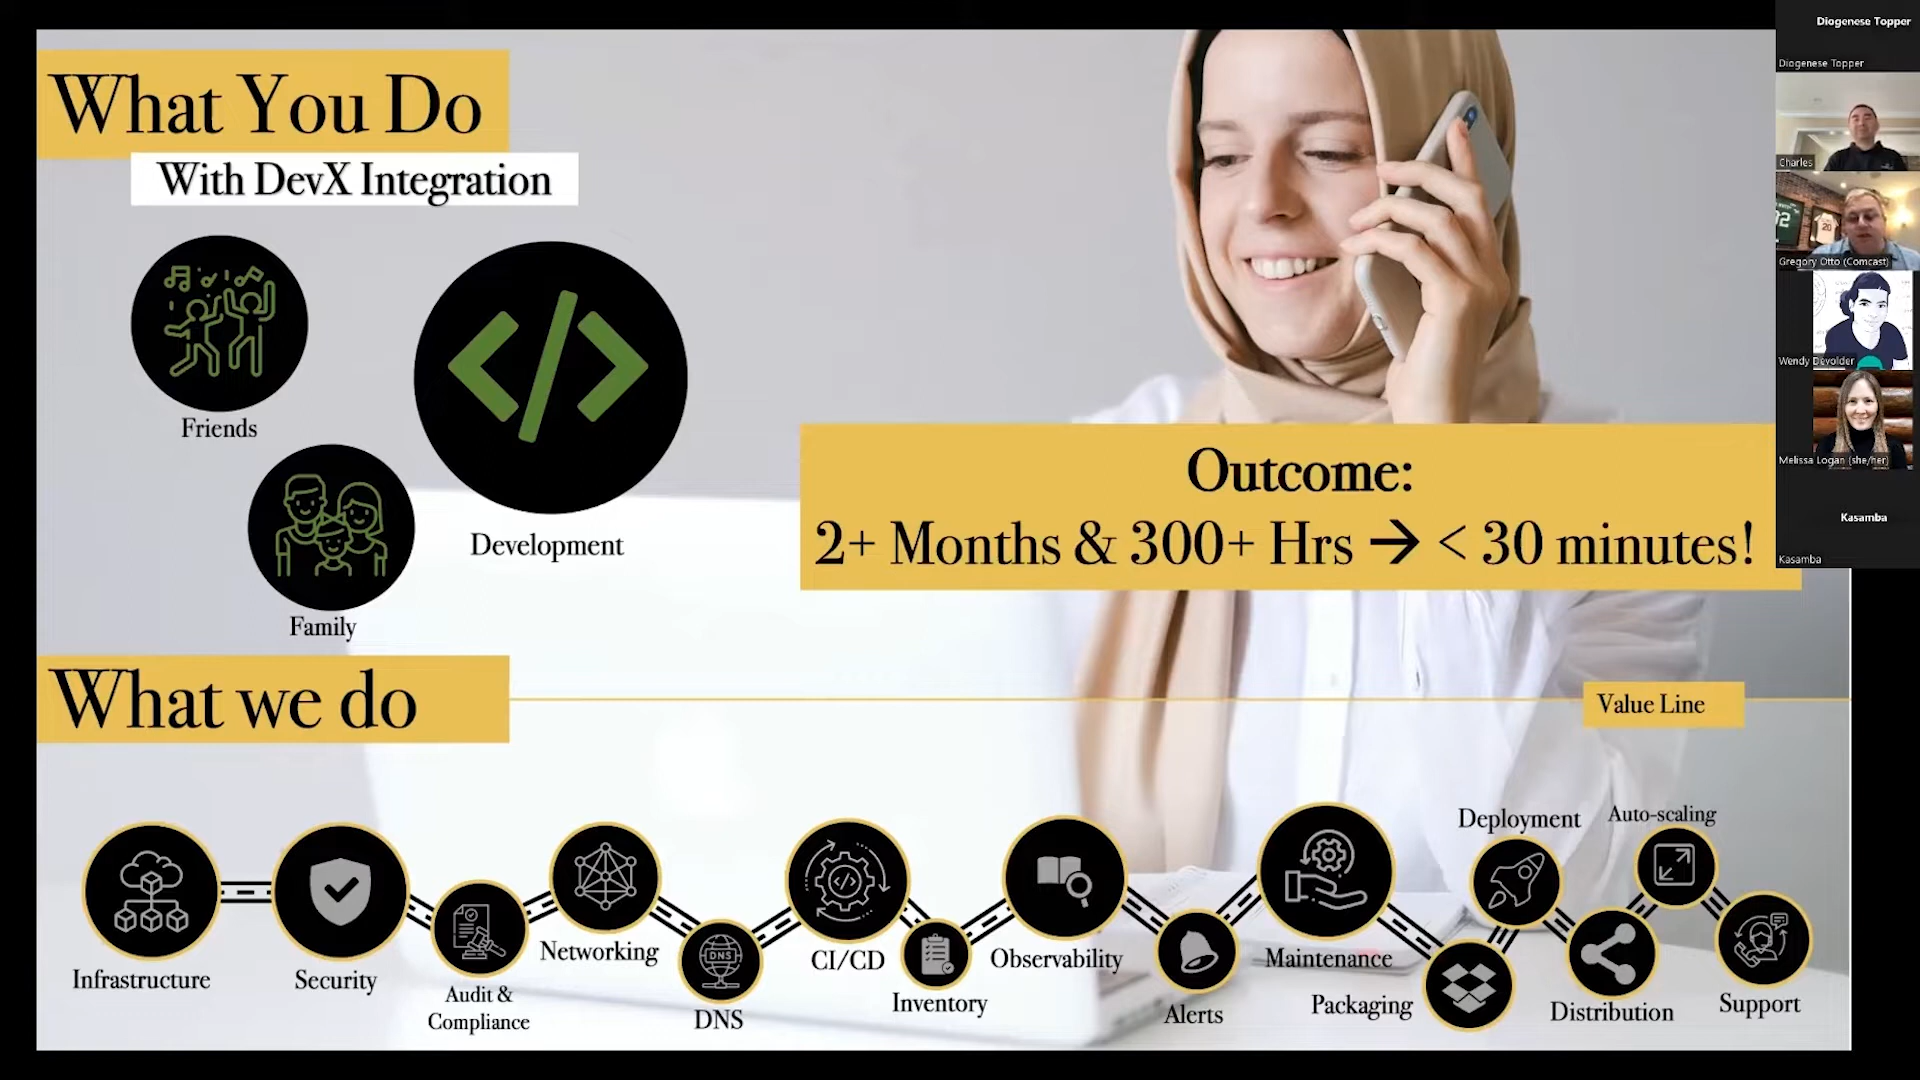 What You Do
With DevX Integration
Friends
Development
Family
Outcome:
2+ Months & 300+ Hrs → < 30 minutes!
What we do
Value Line
Infrastructure
Security
Audit &
Compliance
Networking
DNS
DNS
CI/CD
Inventory
Observability
Alerts
Maintenance
Packaging
Deployment
Distribution
Auto-scaling
Support
Diogenese Topper
Diogenese Topper
Charles
20
Gregory Otto (Comcast)
Wendy Devolder
Melissa Logan (she/her)
Kasamba
Kasamba